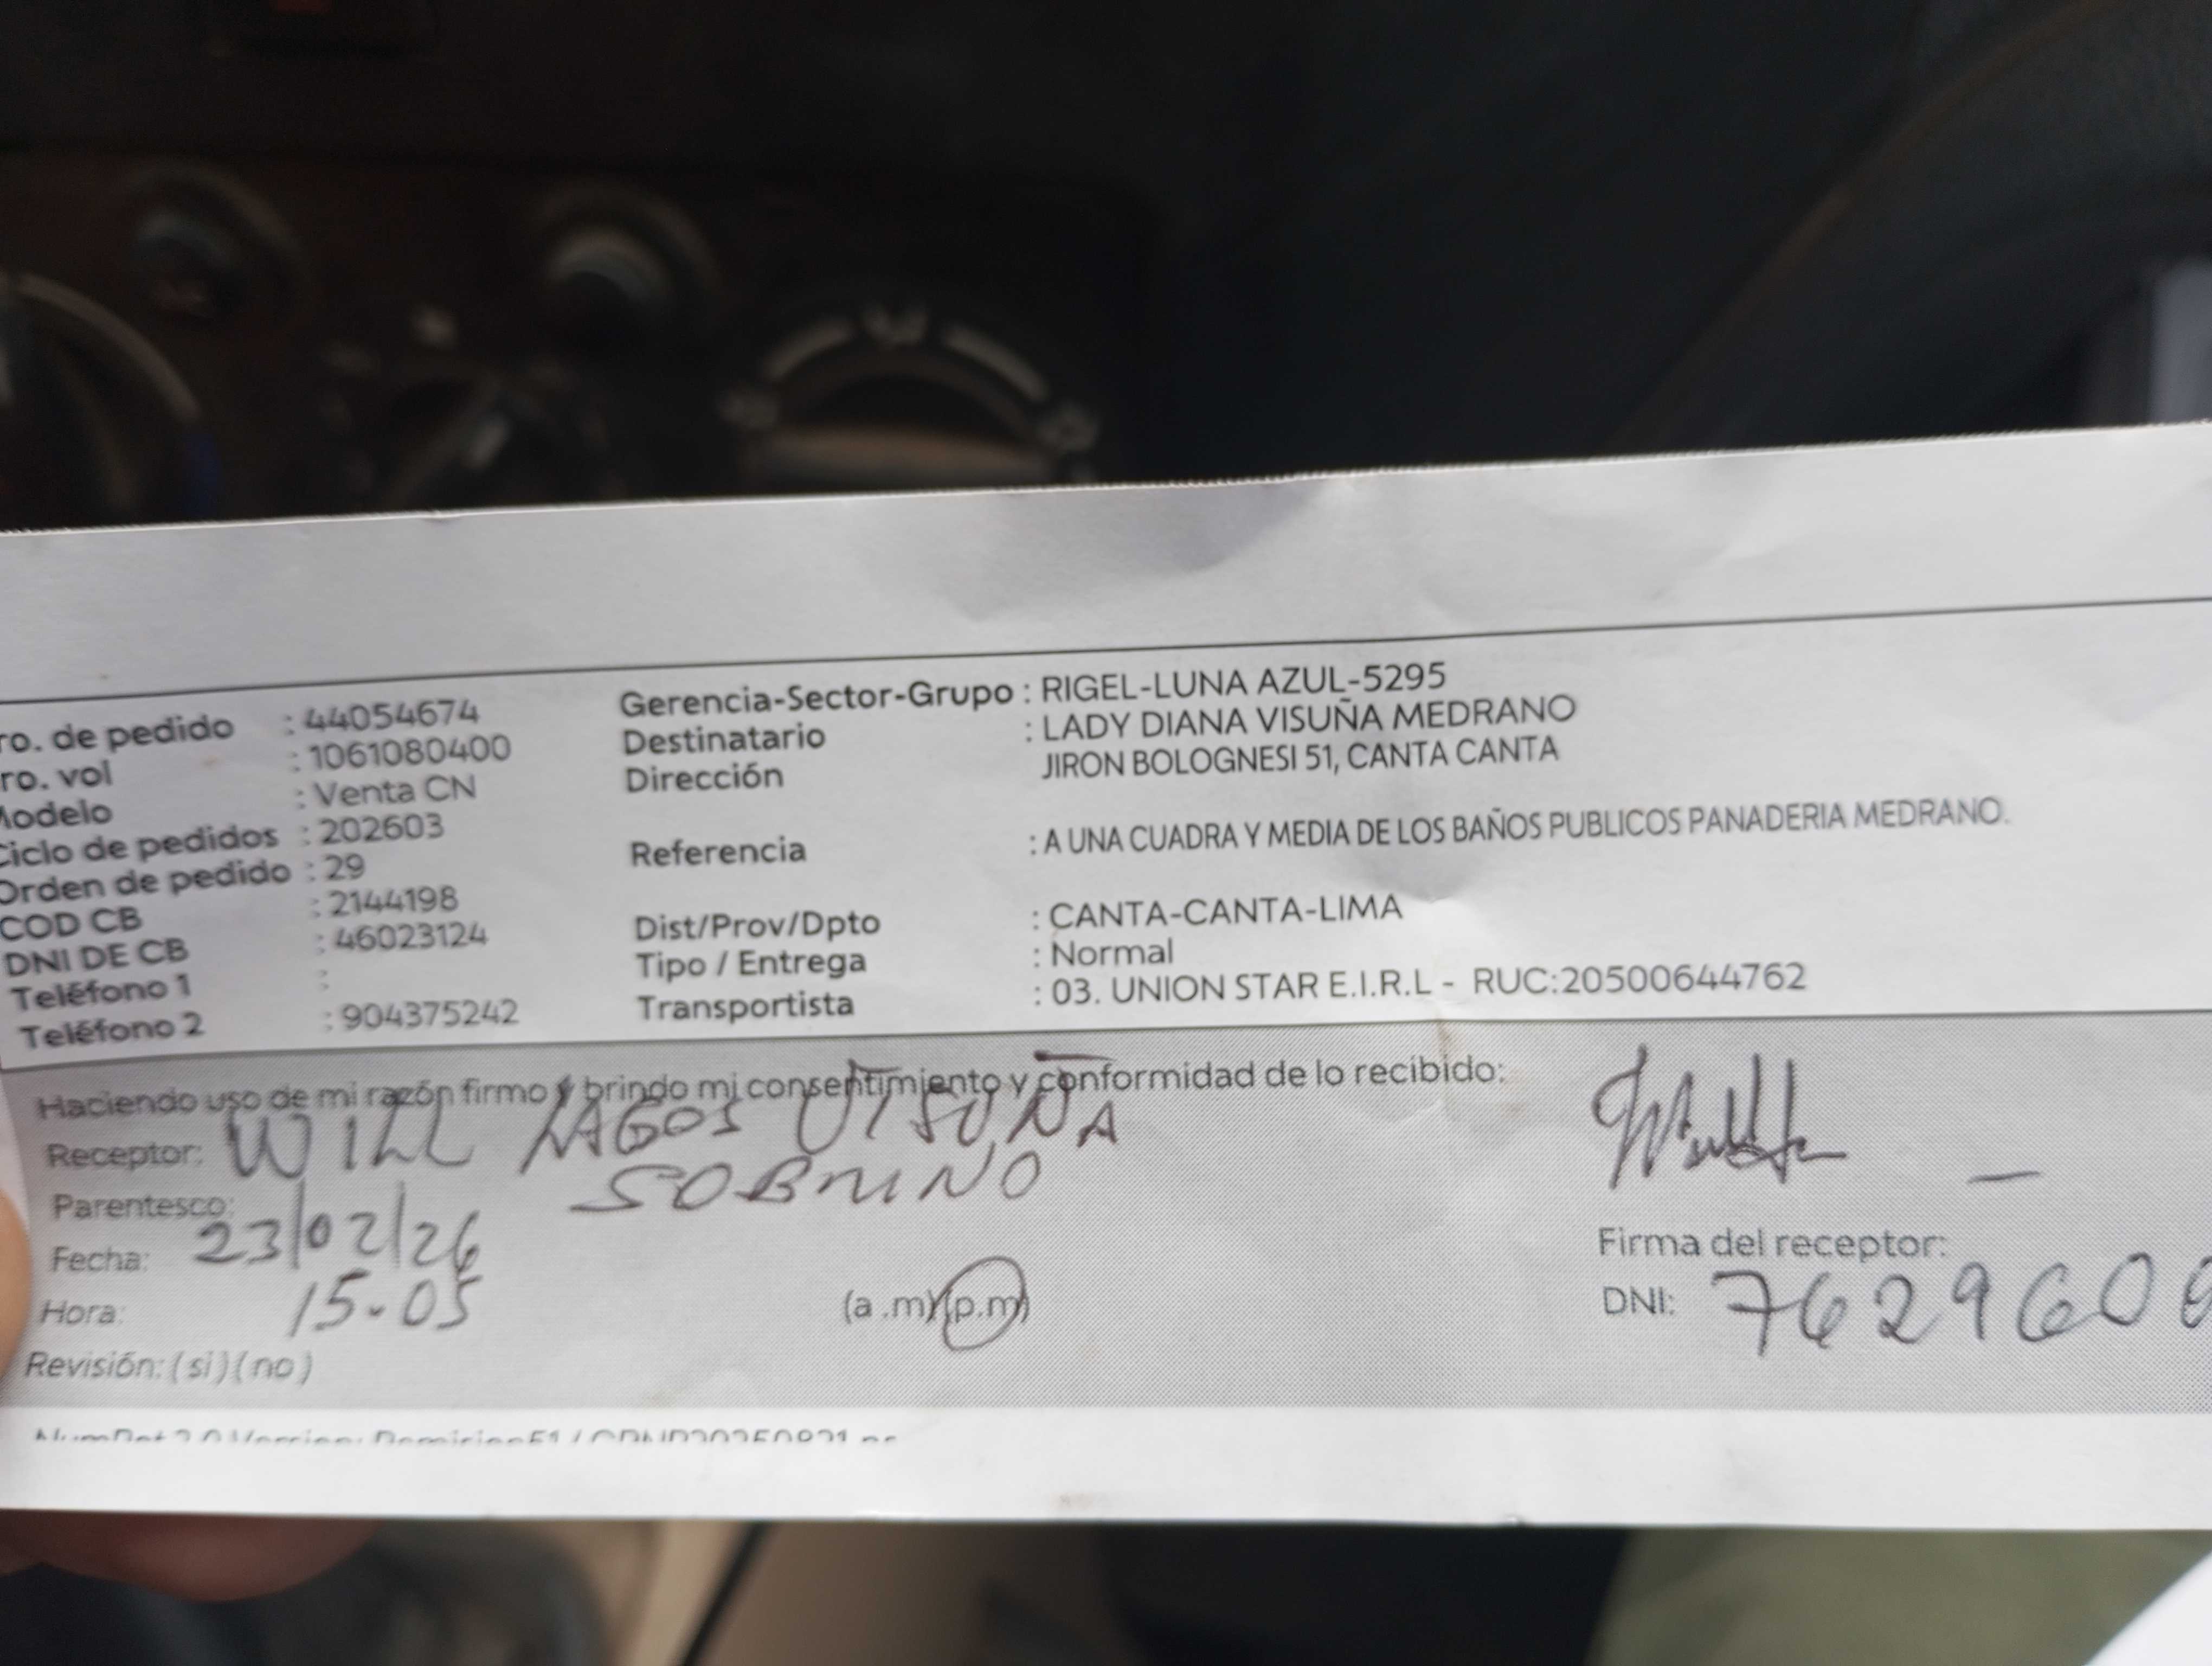 ro. de pedido : 44054674
ro. vol : 1061080400
Modelo : Venta CN
Ciclo de pedidos : 202603
Orden de pedido : 29
COD CB : 2144198
DNI DE CB : 46023124
Teléfono 1 :
Teléfono 2 : 904375242
Gerencia-Sector-Grupo : RIGEL-LUNA AZUL-5295
Destinatario : LADY DIANA VISUÑA MEDRANO
Dirección JIRON BOLOGNESI 51, CANTA CANTA
Referencia : A UNA CUADRA Y MEDIA DE LOS BAÑOS PUBLICOS PANADERIA MEDRANO.
Dist/Prov/Dpto : CANTA-CANTA-LIMA
Tipo / Entrega : Normal
Transportista : 03. UNION STAR E.I.R.L - RUC:20500644762
Haciendo uso de mi razón firmo y brindo mi consentimiento y conformidad de lo recibido:
Receptor: WILL LAGOS VISUÑA
Parentesco: SOBRINO
Fecha: 23/02/26
Hora: 15.05 (a.m)(p.m)
Revisión: (si)(no)
Firma del receptor:
DNI: 7629600